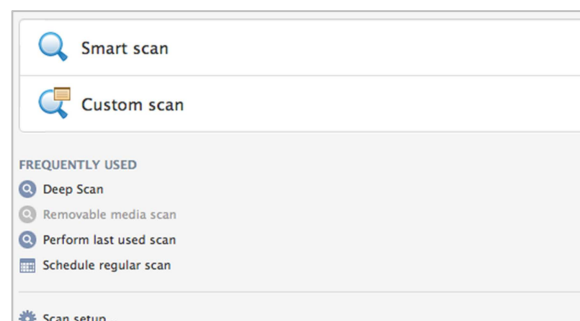 Smart scan
Custom scan
FREQUENTLY USED
Deep Scan
Removable media scan
Perform last used scan
Schedule regular scan
Scan setup